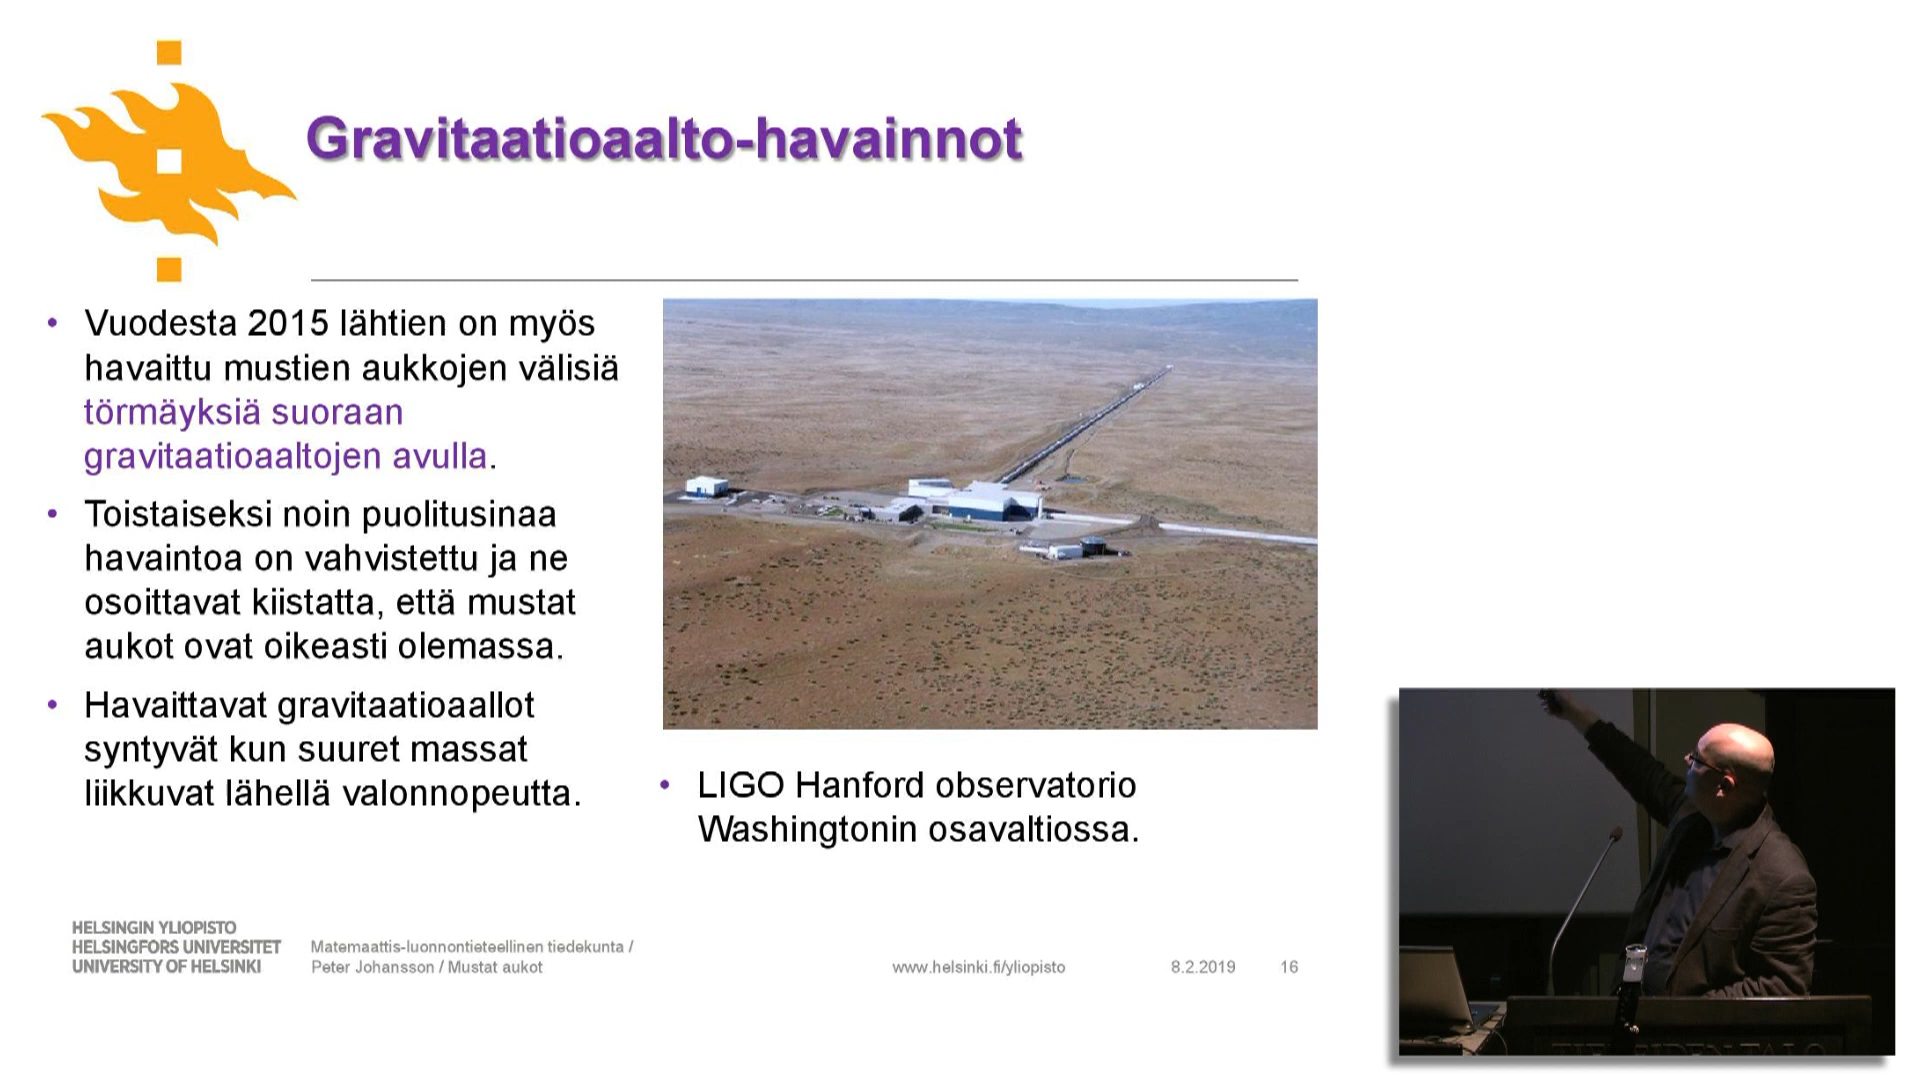 Gravitaatioaalto-havainnot
• Vuodesta 2015 lähtien on myös
havaittu mustien aukkojen välisiä
törmäyksiä suoraan
gravitaatioaaltojen avulla.
• Toistaiseksi noin puolitusinaa
havaintoa on vahvistettu ja ne
osoittavat kiistatta, että mustat
aukot ovat oikeasti olemassa.
• Havaittavat gravitaatioaallot
syntyvät kun suuret massat
liikkuvat lähellä valonnopeutta.
• LIGO Hanford observatorio
Washingtonin osavaltiossa.
HELSINGIN YLIOPISTO
HELSINGFORS UNIVERSITET
UNIVERSITY OF HELSINKI
Matemaattis-luonnontieteellinen tiedekunta /
Peter Johansson / Mustat aukot
www.helsinki.fi/yliopisto
8.2.2019
16